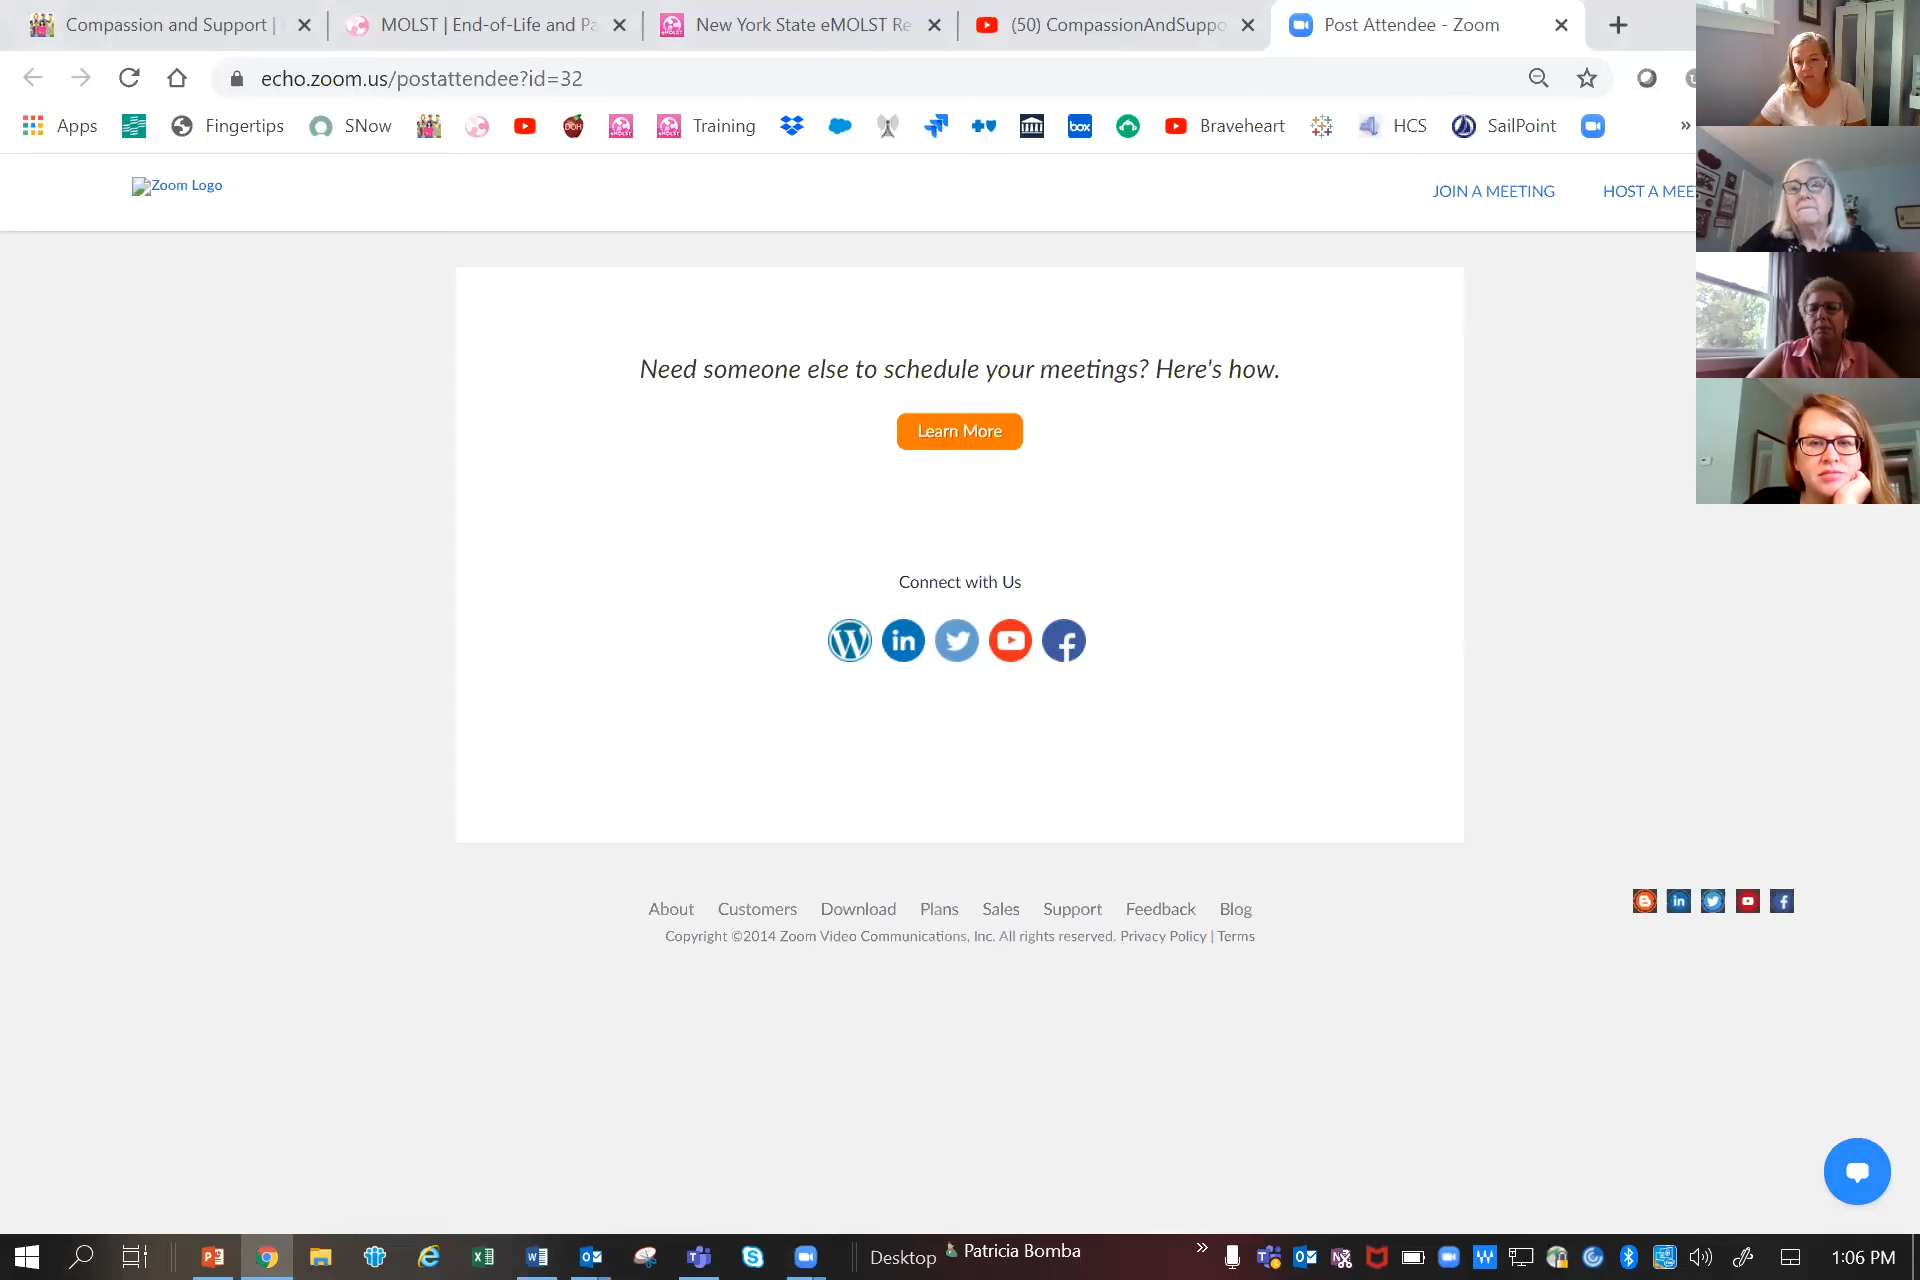 Compassion and Support |
MOLST | End-of-Life and Pa
New York State eMOLST Re
(50) CompassionAndSuppo
Post Attendee - Zoom
echo.zoom.us/postattendee?id=32
Apps
Fingertips
SNow
DOH
eMOLST
eMOLST
Training
box
Braveheart
HCS
SailPoint
»
Zoom Logo
JOIN A MEETING
HOST A MEE
Need someone else to schedule your meetings? Here's how.
Learn More
Connect with Us
About Customers Download Plans Sales Support Feedback Blog
Copyright ©2014 Zoom Video Communications, Inc. All rights reserved. Privacy Policy | Terms
Desktop
Patricia Bomba
»
1:06 PM